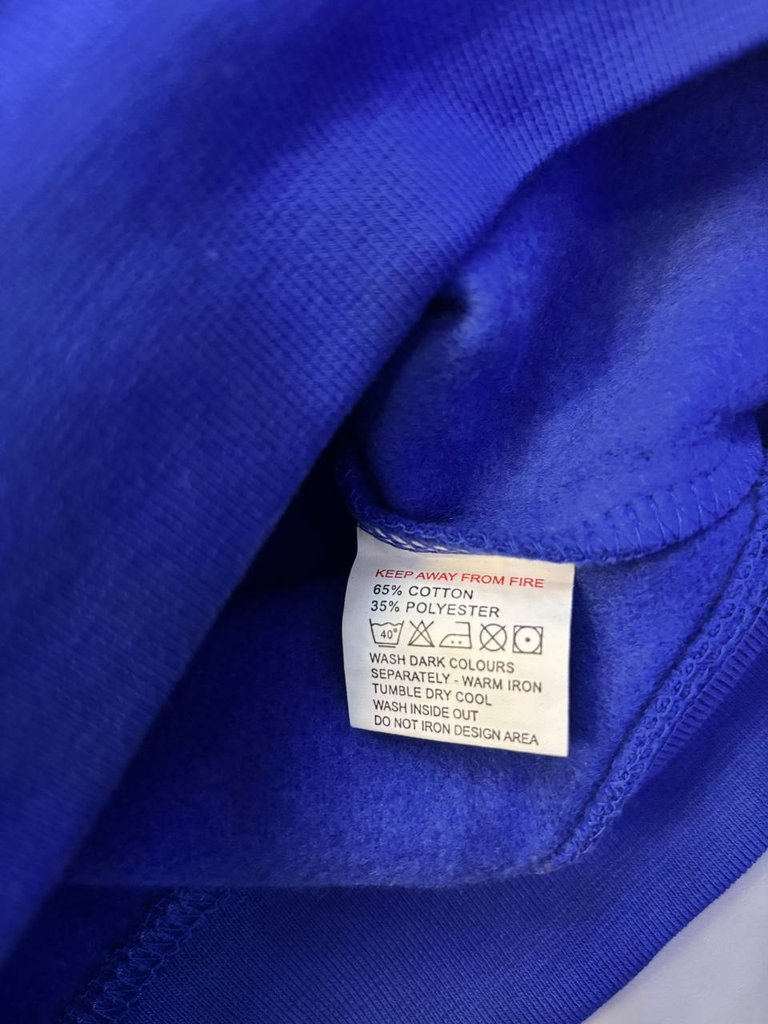 KEEP AWAY FROM FIRE
65% COTTON
35% POLYESTER
40°
WASH DARK COLOURS
SEPARATELY - WARM IRON
TUMBLE DRY COOL
WASH INSIDE OUT
DO NOT IRON DESIGN AREA